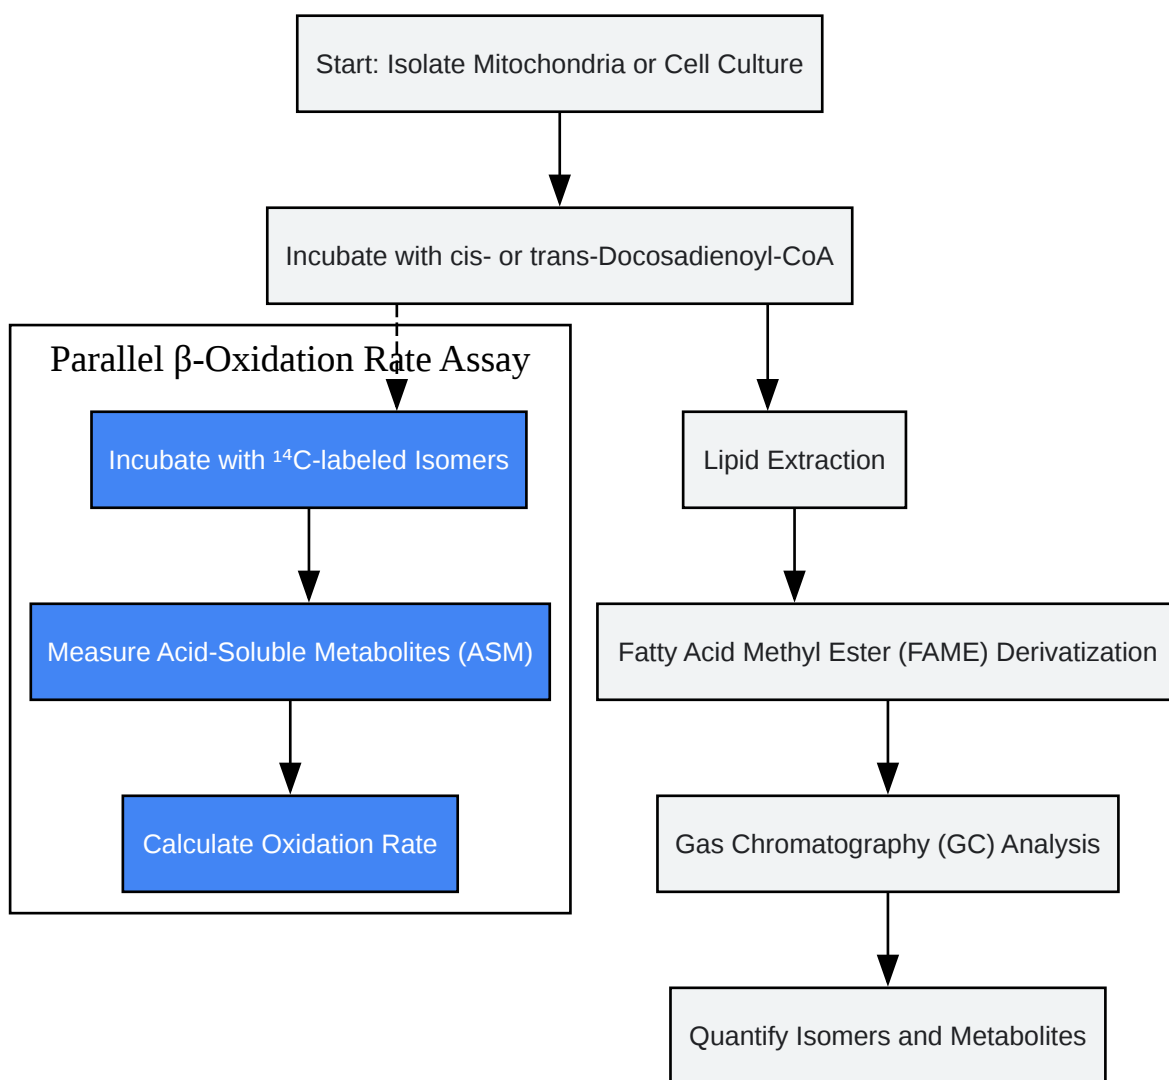 Start: Isolate Mitochondria or Cell Culture
Incubate with cis- or trans-Docosadienoyl-CoA
Parallel β-Oxidation Rate Assay
Incubate with ¹⁴C-labeled Isomers
Measure Acid-Soluble Metabolites (ASM)
Calculate Oxidation Rate
Lipid Extraction
Fatty Acid Methyl Ester (FAME) Derivatization
Gas Chromatography (GC) Analysis
Quantify Isomers and Metabolites